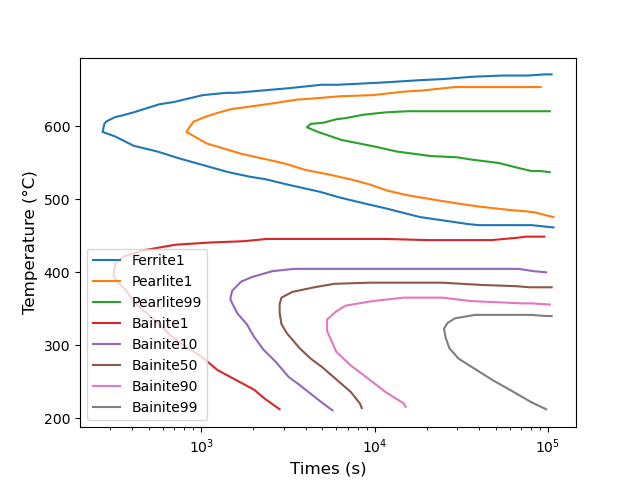 600
500
400
300
200
Temperature (°C)
Ferrite1
Pearlite1
Pearlite99
Bainite1
Bainite10
Bainite50
Bainite90
Bainite99
10³ 10⁴ 10⁵
Times (s)